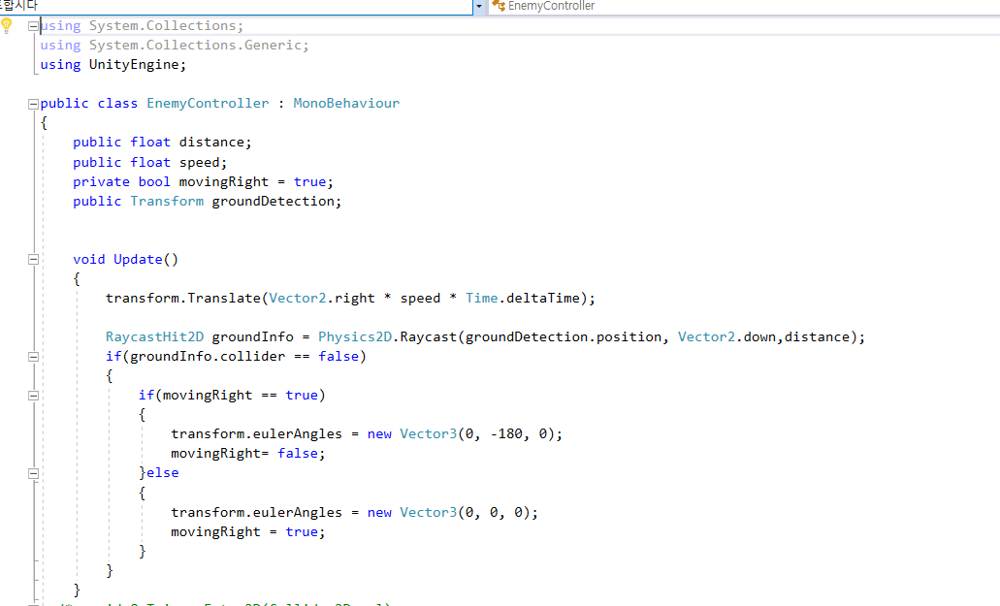 합시다
EnemyController
using System.Collections;
using System.Collections.Generic;
using UnityEngine;
public class EnemyController : MonoBehaviour
{
public float distance;
public float speed;
private bool movingRight = true;
public Transform groundDetection;
void Update()
{
transform.Translate(Vector2.right * speed * Time.deltaTime);
RaycastHit2D groundInfo = Physics2D.Raycast(groundDetection.position, Vector2.down,distance);
if(groundInfo.collider == false)
{
if(movingRight == true)
{
transform.eulerAngles = new Vector3(0, -180, 0);
movingRight= false;
}else
{
transform.eulerAngles = new Vector3(0, 0, 0);
movingRight = true;
}
}
}